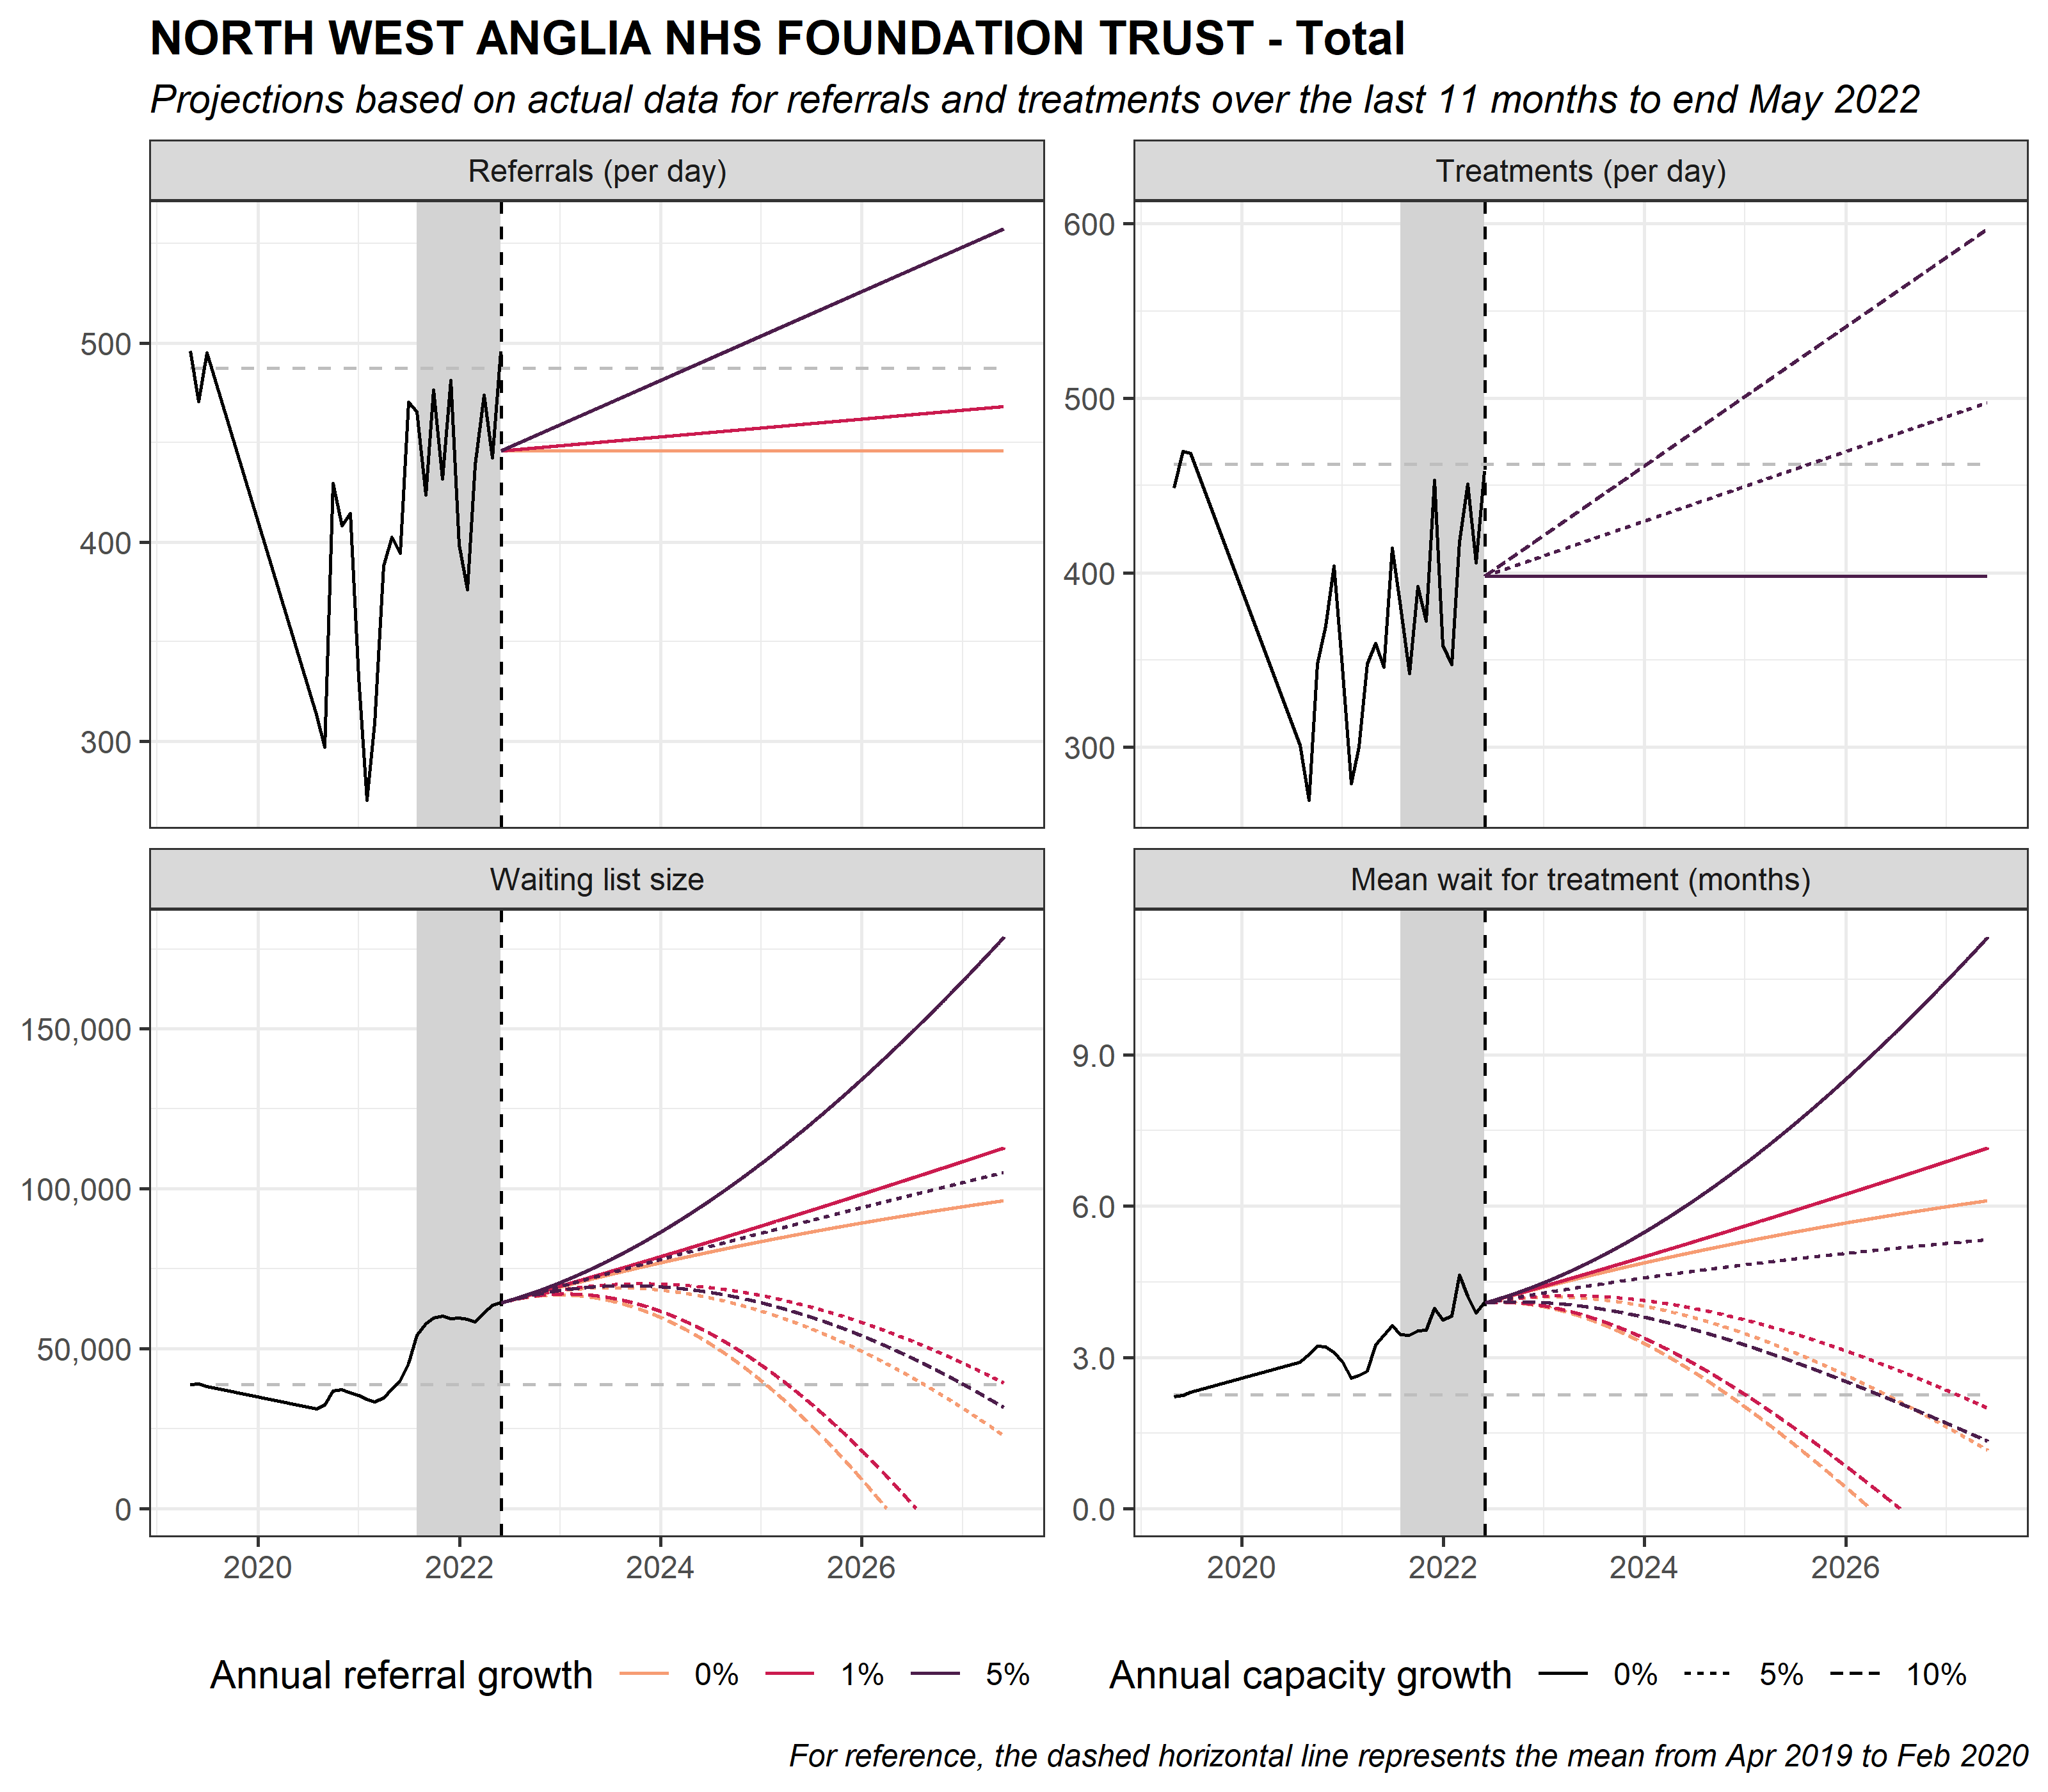 NORTH WEST ANGLIA NHS FOUNDATION TRUST - Total
Projections based on actual data for referrals and treatments over the last 11 months to end May 2022
Referrals (per day)
500
400
300
Treatments (per day)
600
500
400
300
Waiting list size
150,000
100,000
50,000
0
2020 2022 2024 2026
Mean wait for treatment (months)
9.0
6.0
3.0
0.0
2020 2022 2024 2026
Annual referral growth 0% 1% 5%
Annual capacity growth 0% 5% 10%
For reference, the dashed horizontal line represents the mean from Apr 2019 to Feb 2020